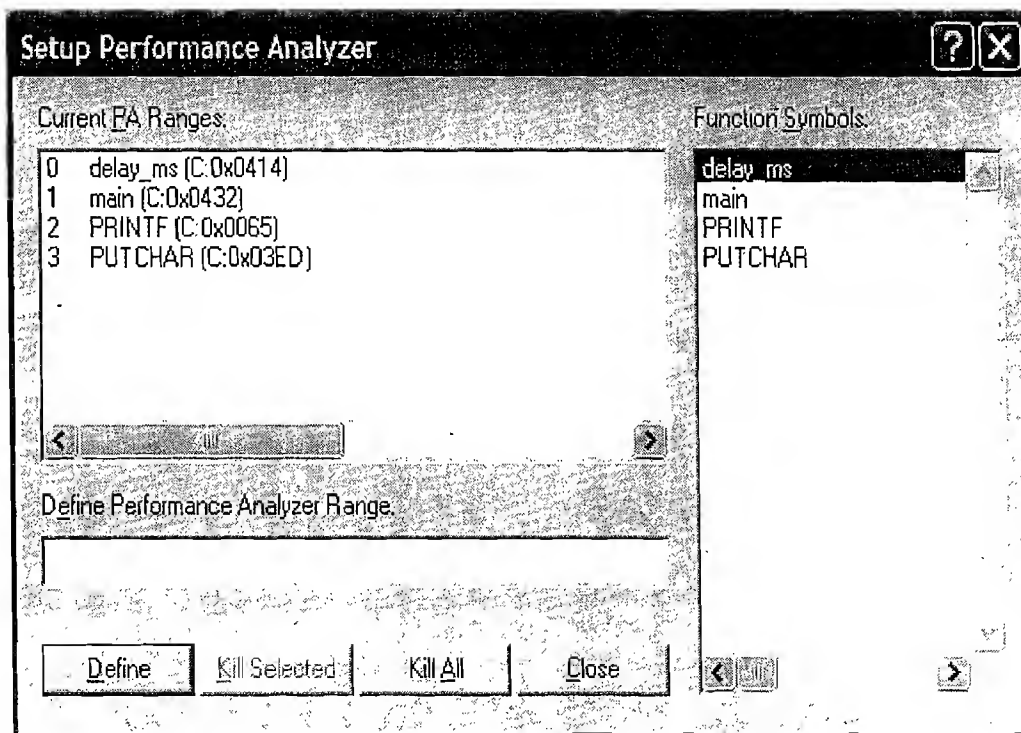 Setup Performance Analyzer
Current PA Ranges:
0 delay_ms (C:0x0414)
1 main (C:0x0432)
2 PRINTF (C:0x0065)
3 PUTCHAR (C:0x03ED)
Define Performance Analyzer Range:
Define Kill Selected Kill All Close
Function Symbols:
delay_ms
main
PRINTF
PUTCHAR